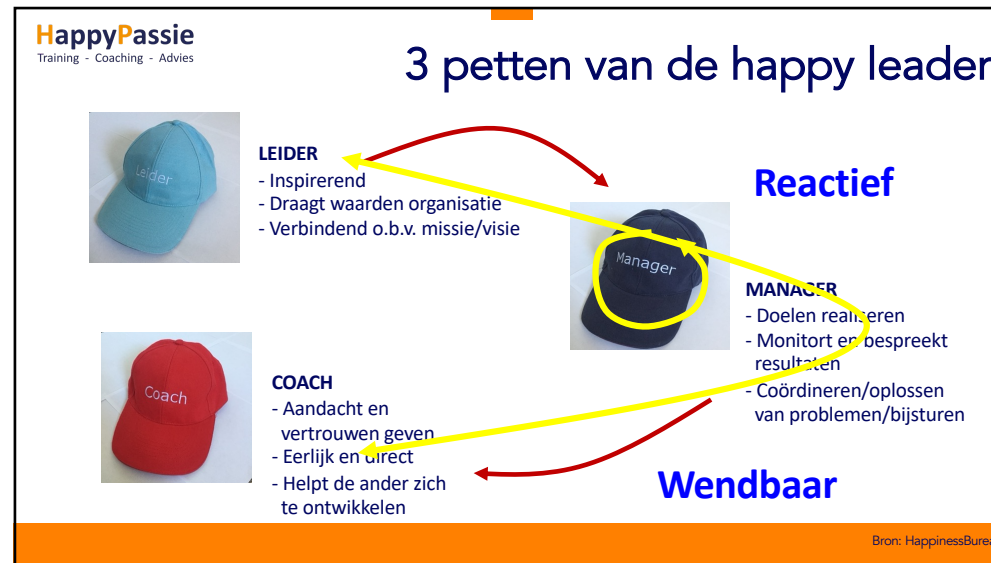 HappyPassie
Training - Coaching - Advies
3 petten van de happy leader
Leider
LEIDER
- Inspirerend
- Draagt waarden organisatie
- Verbindend o.b.v. missie/visie
Reactief
Manager
MANAGER
- Doelen realiseren
- Monitort en bespreekt
resultaten
- Coördineren/oplossen
van problemen/bijsturen
Coach
COACH
- Aandacht en
vertrouwen geven
- Eerlijk en direct
- Helpt de ander zich
te ontwikkelen
Wendbaar
Bron: HappinessBurea